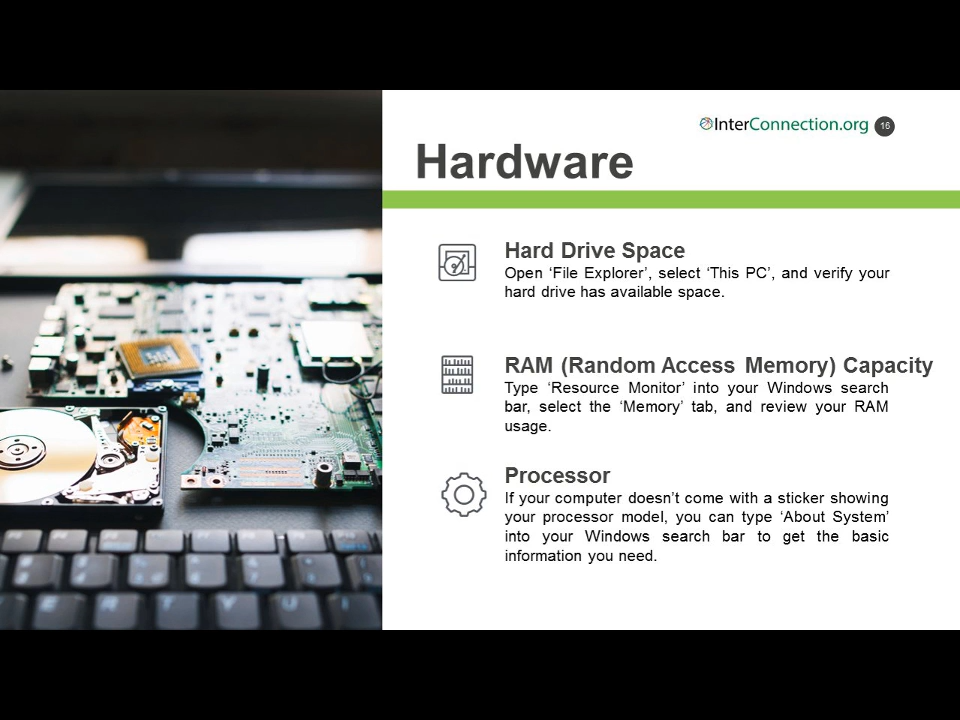 InterConnection.org 16
Hardware
Hard Drive Space
Open ‘File Explorer’, select ‘This PC’, and verify your
hard drive has available space.
RAM (Random Access Memory) Capacity
Type ‘Resource Monitor’ into your Windows search
bar, select the ‘Memory’ tab, and review your RAM
usage.
Processor
If your computer doesn’t come with a sticker showing
your processor model, you can type ‘About System’
into your Windows search bar to get the basic
information you need.